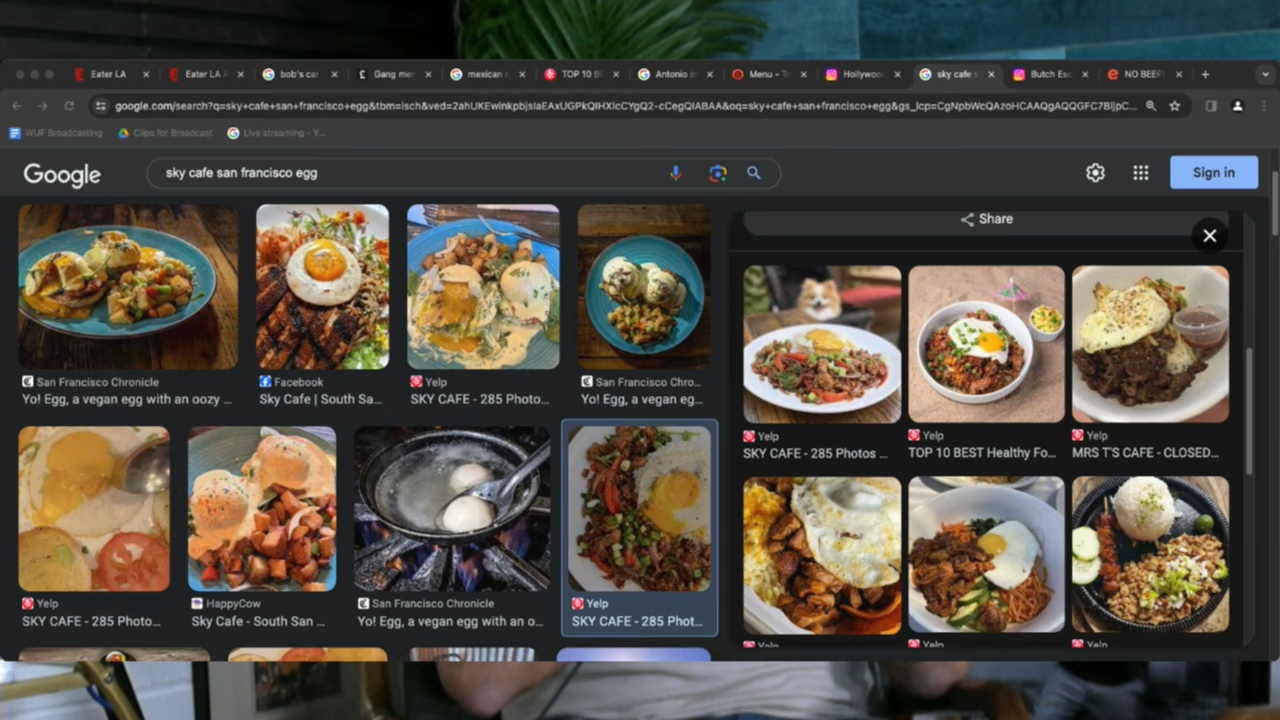 Eater LA
Eater LA
bob's car
Gang mer
mexican r
TOP 10 B
Antonio
Menu -
Hollywoo
sky cafe
Butch Es
NO BEEF
google.com/search?q=sky+cafe+san+francisco+egg&tbm=isch&ved=2ahUKEwinkpbjslaEAxUGPkQIHXlcCYgQ2-cCegQIABAA&oq=sky+cafe+san+francisco+egg&gs_lcp=CgNpbWcQAzoHCAAQgAQQGFC7BljpC...
WUF Broadcasting
Clips for Broadcast
Live streaming - Y...
Google
sky cafe san francisco egg
Sign in
Share
San Francisco Chronicle
Yo! Egg, a vegan egg with an oozy ...
Facebook
Sky Cafe | South Sa...
Yelp
SKY CAFE - 285 Photo...
San Francisco Chro...
Yo! Egg, a vegan eg...
Yelp
SKY CAFE - 285 Photos ...
Yelp
TOP 10 BEST Healthy Fo...
Yelp
MRS T'S CAFE - CLOSED...
Yelp
SKY CAFE - 285 Photo...
HappyCow
Sky Cafe - South San ...
San Francisco Chronicle
Yo! Egg, a vegan egg with an o...
Yelp
SKY CAFE - 285 Phot...
Yelp
Yelp
Yelp